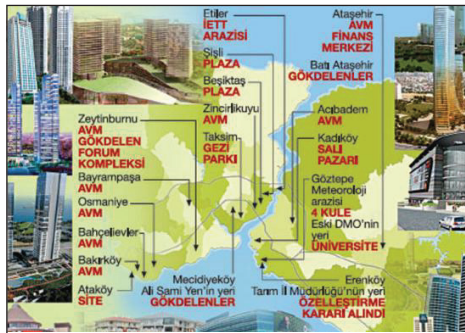 Etiler
İETT
ARAZİSİ
Şişli
PLAZA
Beşiktaş
PLAZA
Zincirlikuyu
AVM
Taksim
GEZİ
PARKI
Zeytinburnu
AVM
GÖKDELEN
FORUM
KOMPLEKSİ
Bayrampaşa
AVM
Osmaniye
AVM
Bahçelievler
AVM
Bakırköy
AVM
Ataköy
SİTE
Mecidiyeköy
Ali Sami Yen'in yeri
GÖKDELENLER
Ataşehir
AVM
FİNANS
MERKEZİ
Batı Ataşehir
GÖKDELENLER
Acıbadem
AVM
Kadıköy
SALI
PAZARI
Göztepe
Meteoroloji
arazisi
4 KULE
Eski DMO'nin
yeri
ÜNİVERSİTE
Erenköy
Tarım İl Müdürlüğü'nün yeri
ÖZELLEŞTİRME
KARARI ALINDI